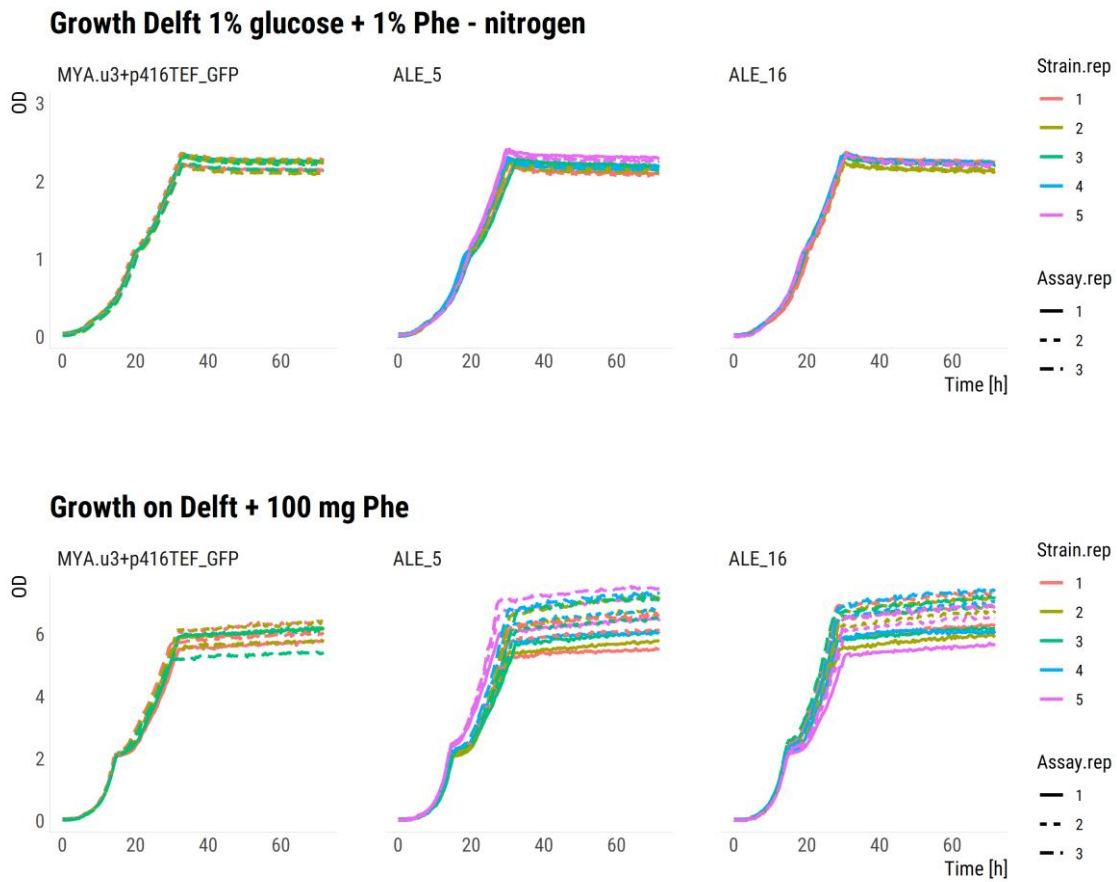 Growth Delft 1% glucose + 1% Phe - nitrogen
MYA.u3+p416TEF_GFP
ALE_5
ALE_16
OD
3
2
1
0
0 20 40 60
0 20 40 60
0 20 40 60
Time [h]
Strain.rep
1
2
3
4
5
Assay.rep
1
2
3
Growth on Delft + 100 mg Phe
MYA.u3+p416TEF_GFP
ALE_5
ALE_16
OD
6
4
2
0
0 20 40 60
0 20 40 60
0 20 40 60
Time [h]
Strain.rep
1
2
3
4
5
Assay.rep
1
2
3